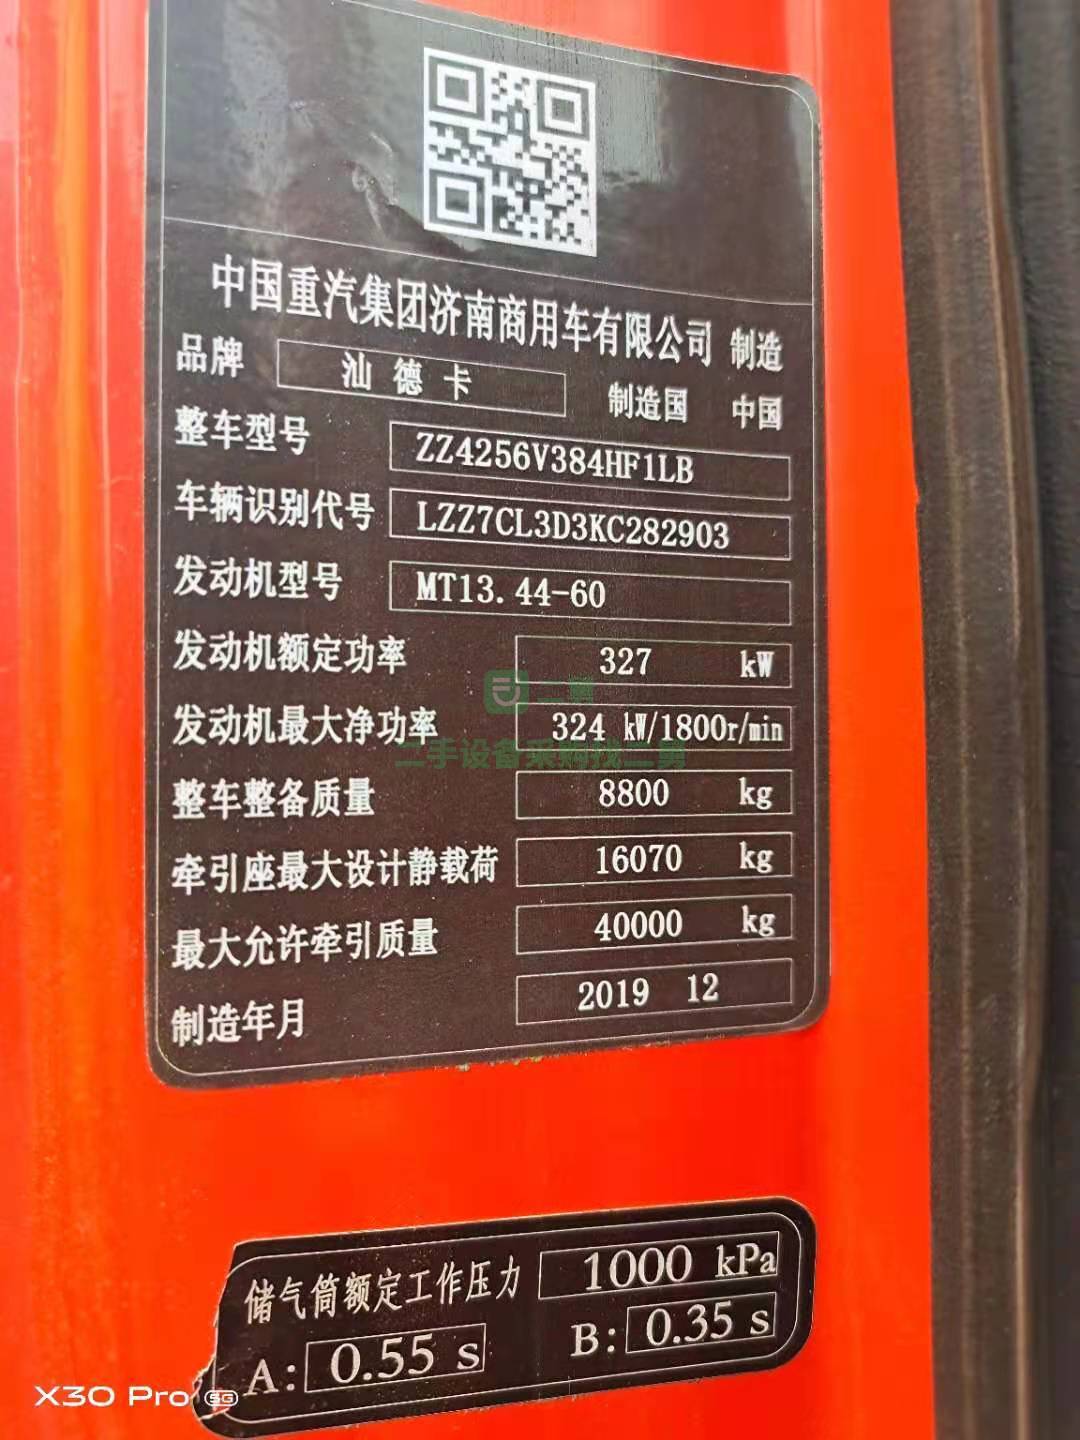 中国重汽集团济南商用车有限公司 制造
品牌 汕德卡 制造国 中国
整车型号 ZZ4256V384HF1LB
车辆识别代号 LZZ7CL3D3KC282903
发动机型号 MT13.44-60
发动机额定功率 327 kW
二手设备采购找二勇
发动机最大净功率 324 kW/1800r/min
整车整备质量 8800 kg
牵引座最大设计静载荷 16070 kg
最大允许牵引质量 40000 kg
制造年月 2019 12
储气筒额定工作压力 1000 kPa
A: 0.55 s B: 0.35 s
X30 Pro 5G